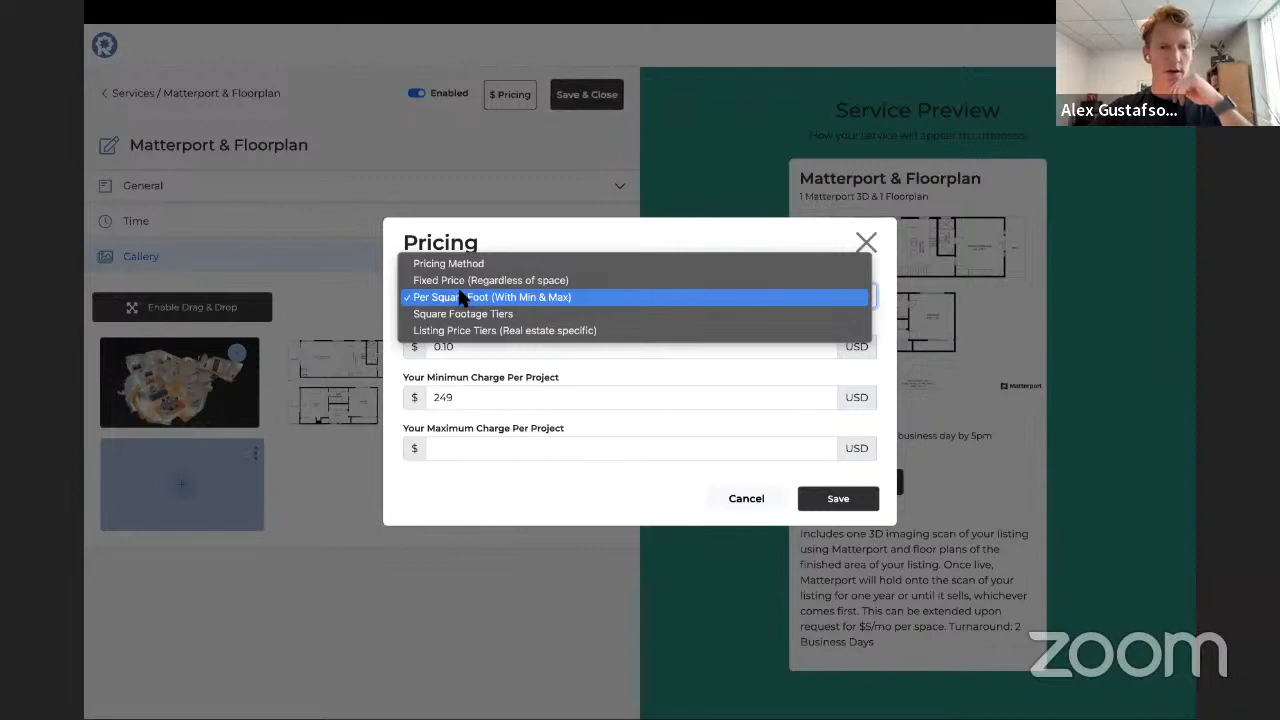 Services / Matterport & Floorplan
Enabled
$ Pricing
Save & Close
Matterport & Floorplan
General
Time
Gallery
Enable Drag & Drop
Pricing
Pricing Method
Fixed Price (Regardless of space)
✓ Per Square Foot (With Min & Max)
Square Footage Tiers
Listing Price Tiers (Real estate specific)
$ 0.10 USD
Your Minimun Charge Per Project
$ 249 USD
Your Maximum Charge Per Project
$ USD
Cancel
Save
Service Preview
How your service will appear to customers.
Matterport & Floorplan
1 Matterport 3D & 1 Floorplan
Matterport
business day by 5pm
Includes one 3D imaging scan of your listing
using Matterport and floor plans of the
finished area of your listing. Once live,
Matterport will hold onto the scan of your
listing for one year or until it sells, whichever
comes first. This can be extended upon
request for $5/mo per space. Turnaround: 2
Business Days
Alex Gustafso...
zoom